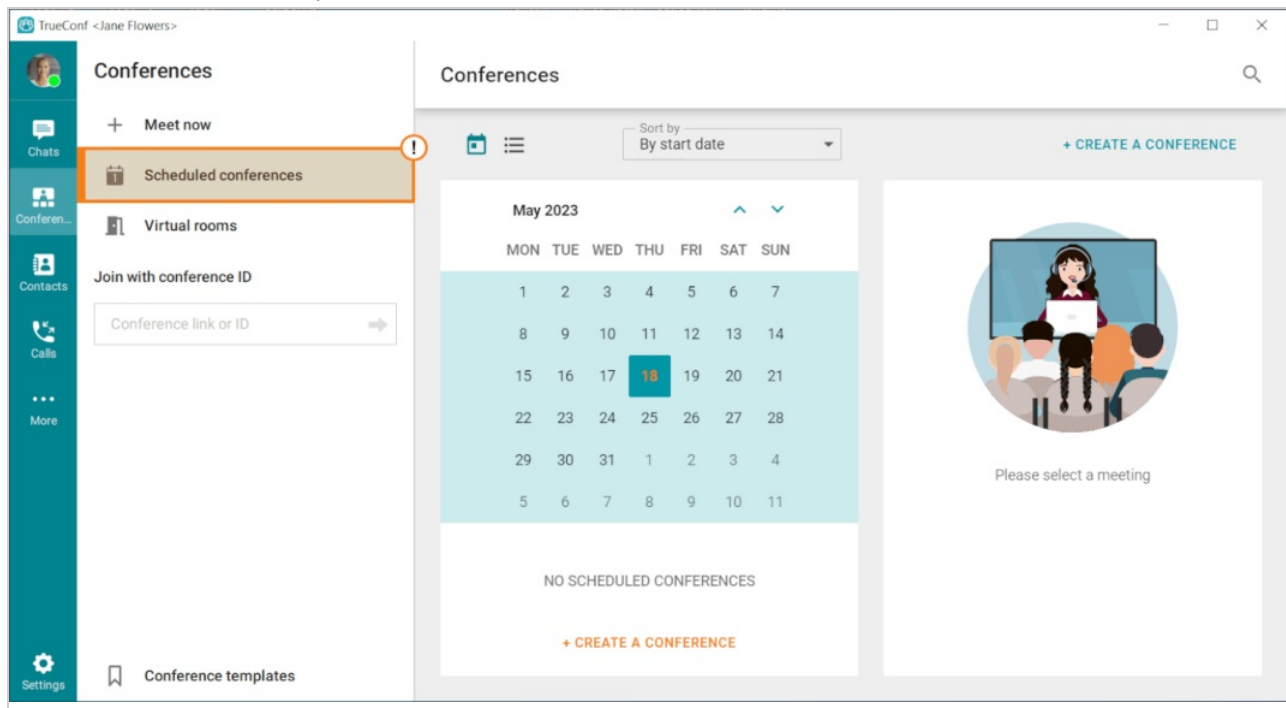 TrueConf <Jane Flowers>
Conferences
Conferences
Chats
Conferen...
Contacts
Calls
More
Settings
Meet now
Scheduled conferences
Virtual rooms
Join with conference ID
Conference link or ID
Conference templates
Sort by
By start date
+ CREATE A CONFERENCE
May 2023
MON TUE WED THU FRI SAT SUN
1 2 3 4 5 6 7
8 9 10 11 12 13 14
15 16 17 18 19 20 21
22 23 24 25 26 27 28
29 30 31 1 2 3 4
5 6 7 8 9 10 11
NO SCHEDULED CONFERENCES
+ CREATE A CONFERENCE
Please select a meeting